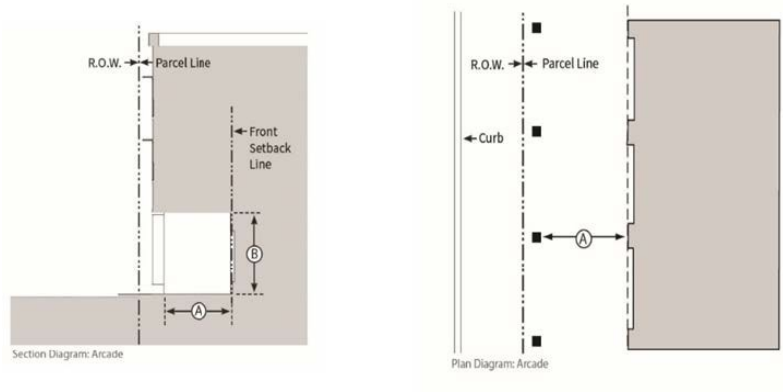 R.O.W. Parcel Line
Front
Setback
Line
B
A
Section Diagram: Arcade
R.O.W. Parcel Line
Curb
A
Plan Diagram: Arcade